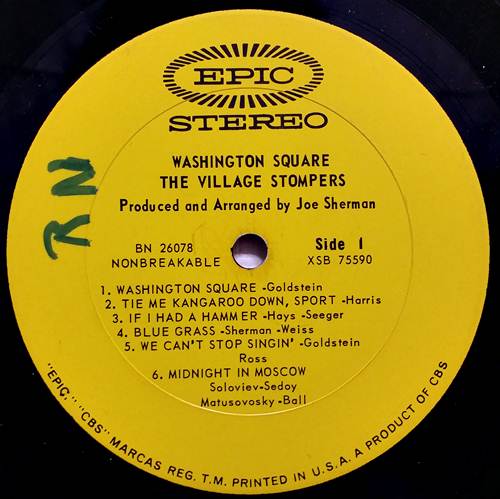 EPIC
STEREO
WASHINGTON SQUARE
THE VILLAGE STOMPERS
Produced and Arranged by Joe Sherman
RN
BN 26078
NONBREAKABLE
Side 1
XSB 75590
1. WASHINGTON SQUARE -Goldstein
2. TIE ME KANGAROO DOWN, SPORT -Harris
3. IF I HAD A HAMMER -Hays -Seeger
4. BLUE GRASS -Sherman -Weiss
5. WE CAN'T STOP SINGIN' -Goldstein
Ross
6. MIDNIGHT IN MOSCOW
Soloviev-Sedoy
Matusovosky-Ball
"EPIC," "CBS" MARCAS REG. T.M. PRINTED IN U.S.A. A PRODUCT OF CBS